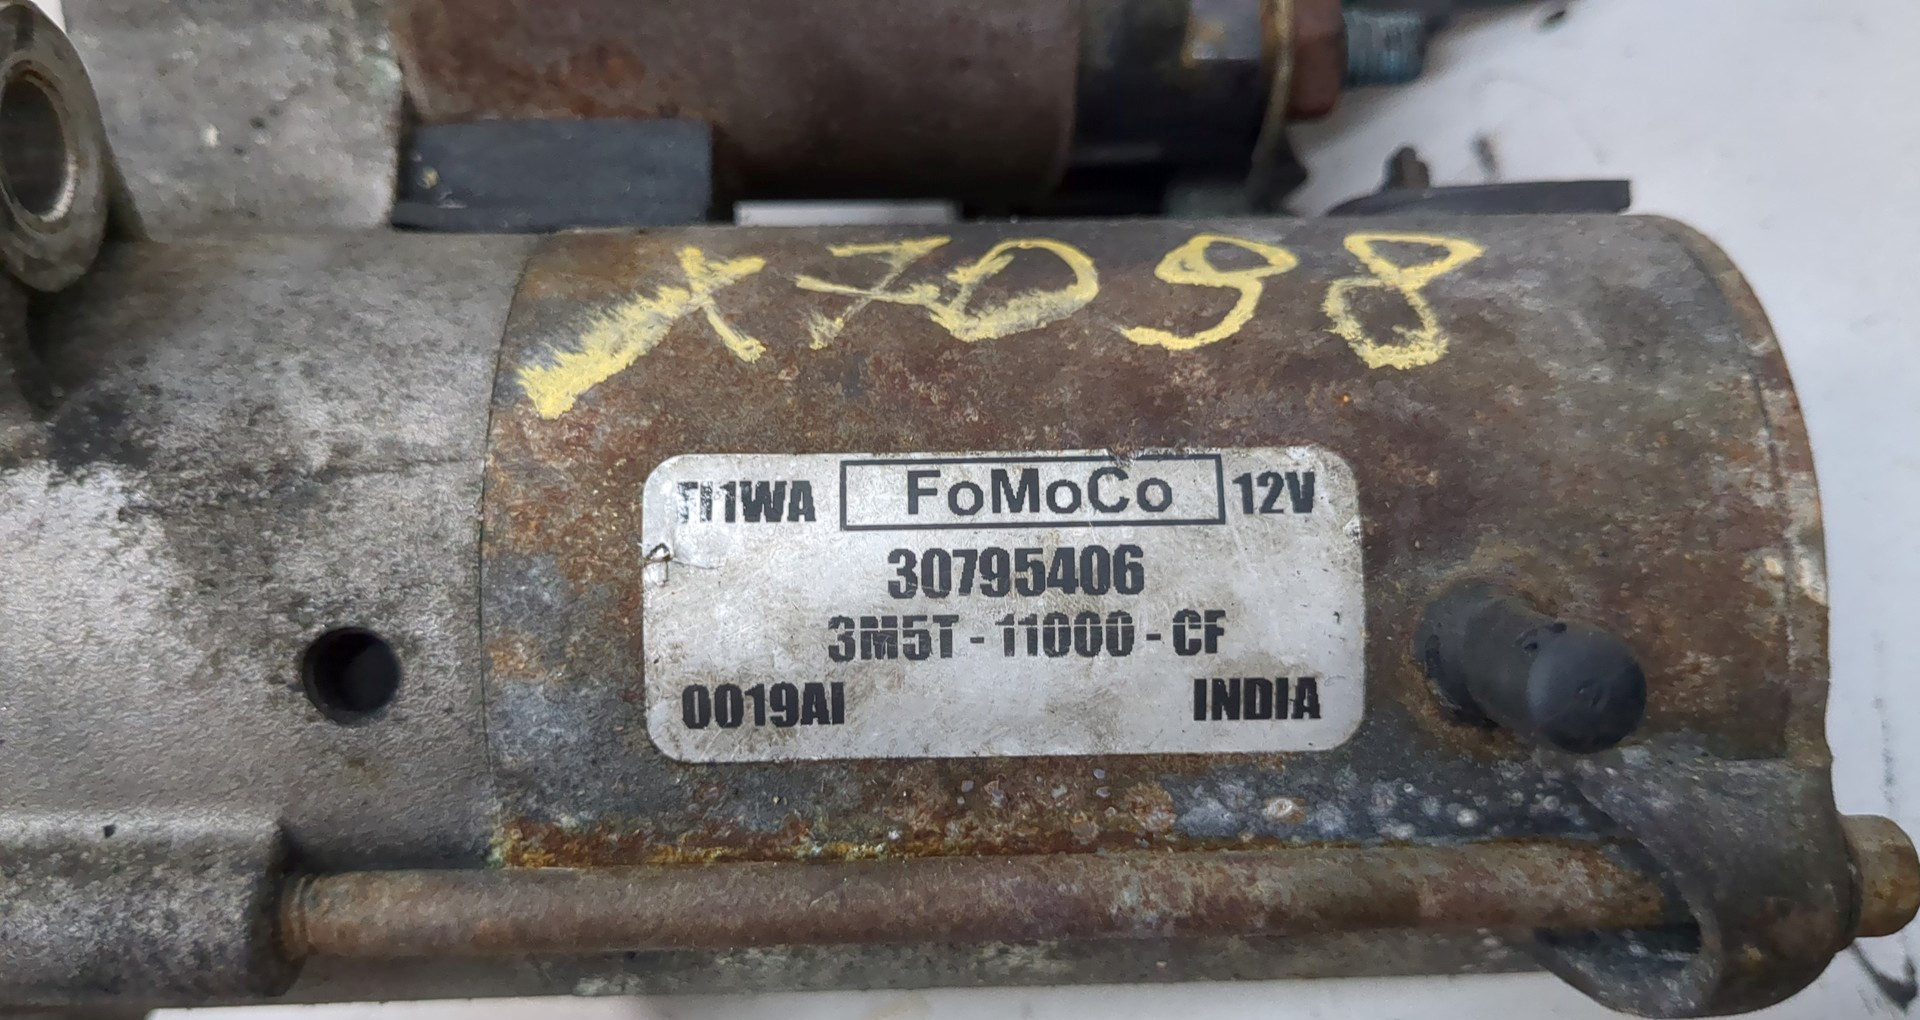 X7098
TI1WA FoMoCo 12V
30795406
3M5T - 11000 - CF
0019AI INDIA